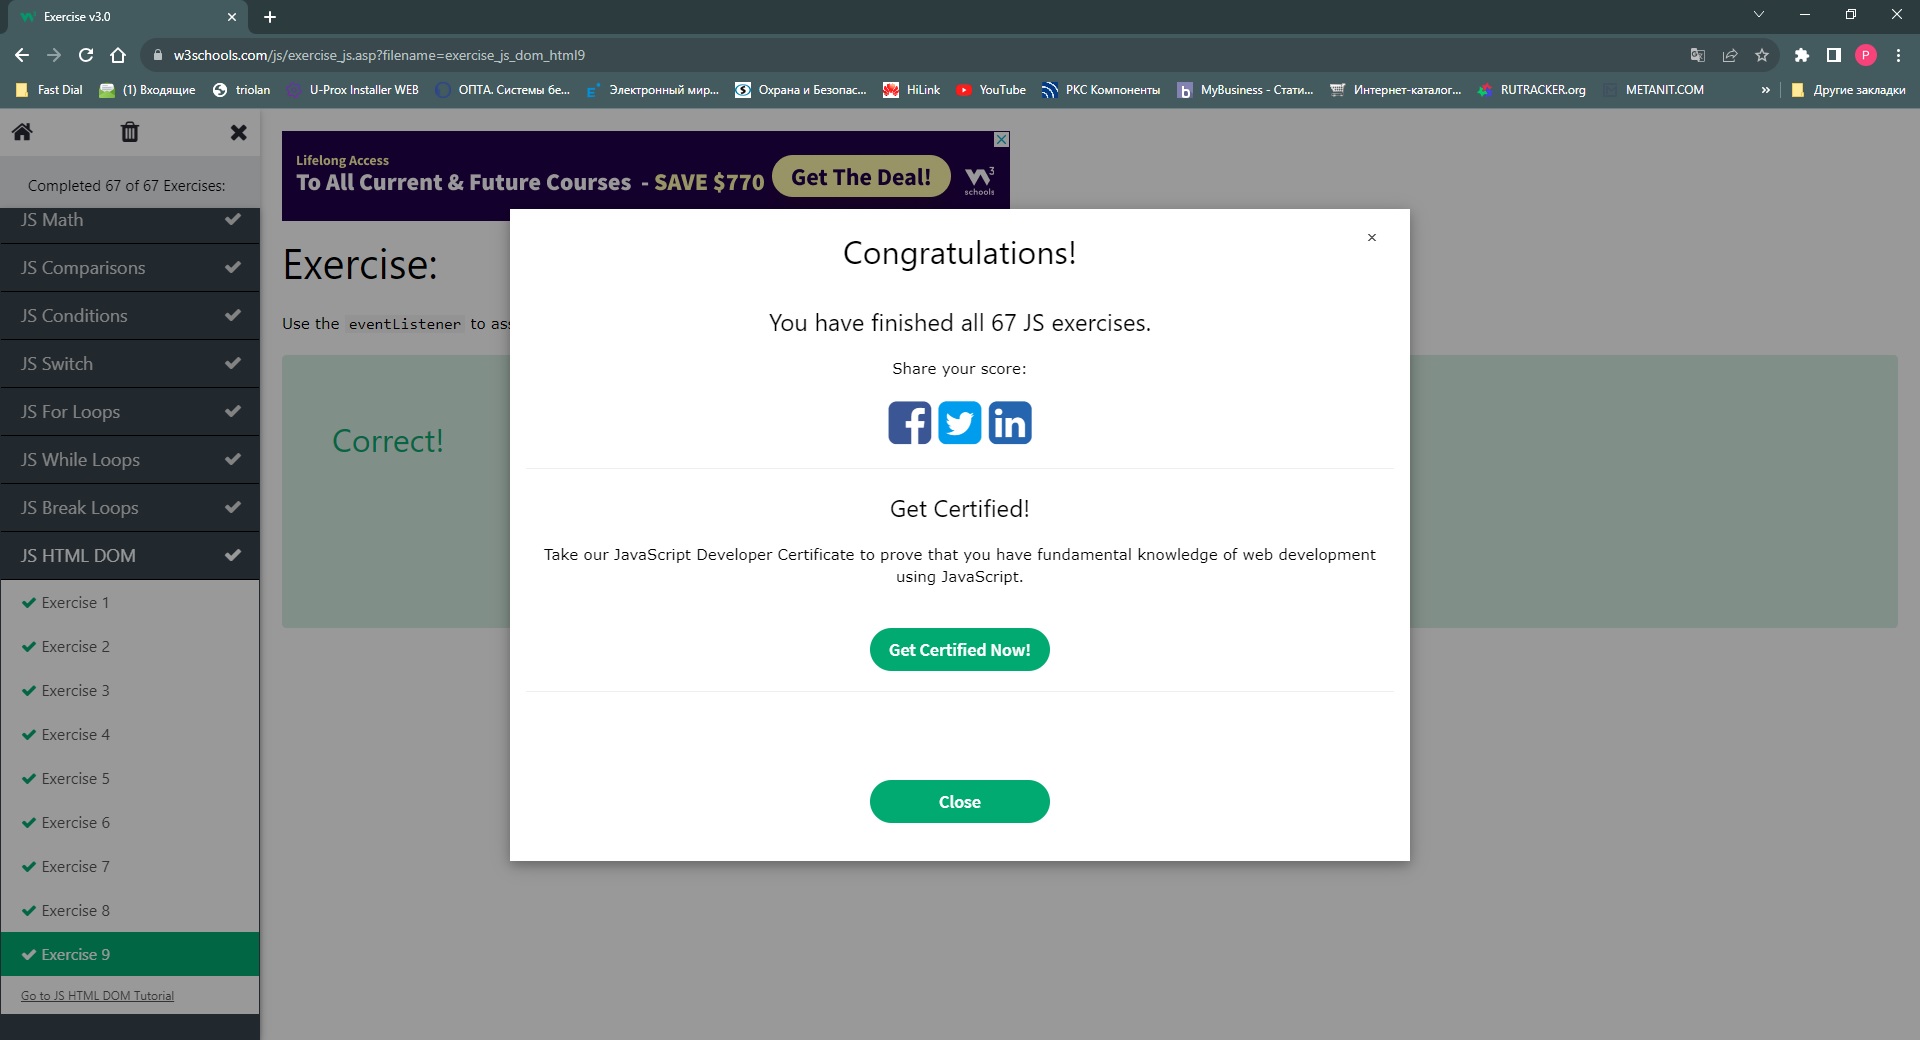 Exercise v3.0
w3schools.com/js/exercise_js.asp?filename=exercise_js_dom_html9
Fast Dial (1) Входящие triolan U-Prox Installer WEB ОПТА. Системы бе... Электронный мир... Охрана и Безопас... HiLink YouTube РКС Компоненты MyBusiness - Стати... Интернет-каталог... RUTRACKER.org METANIT.COM » Другие закладки
Completed 67 of 67 Exercises:
JS Math
JS Comparisons
JS Conditions
JS Switch
JS For Loops
JS While Loops
JS Break Loops
JS HTML DOM
Exercise 1
Exercise 2
Exercise 3
Exercise 4
Exercise 5
Exercise 6
Exercise 7
Exercise 8
Exercise 9
Go to JS HTML DOM Tutorial
Lifelong Access
To All Current & Future Courses - SAVE $770
Get The Deal!
W3
schools
Exercise:
Use the eventListener to ass
Correct!
Congratulations!
You have finished all 67 JS exercises.
Share your score:
Get Certified!
Take our JavaScript Developer Certificate to prove that you have fundamental knowledge of web development
using JavaScript.
Get Certified Now!
Close